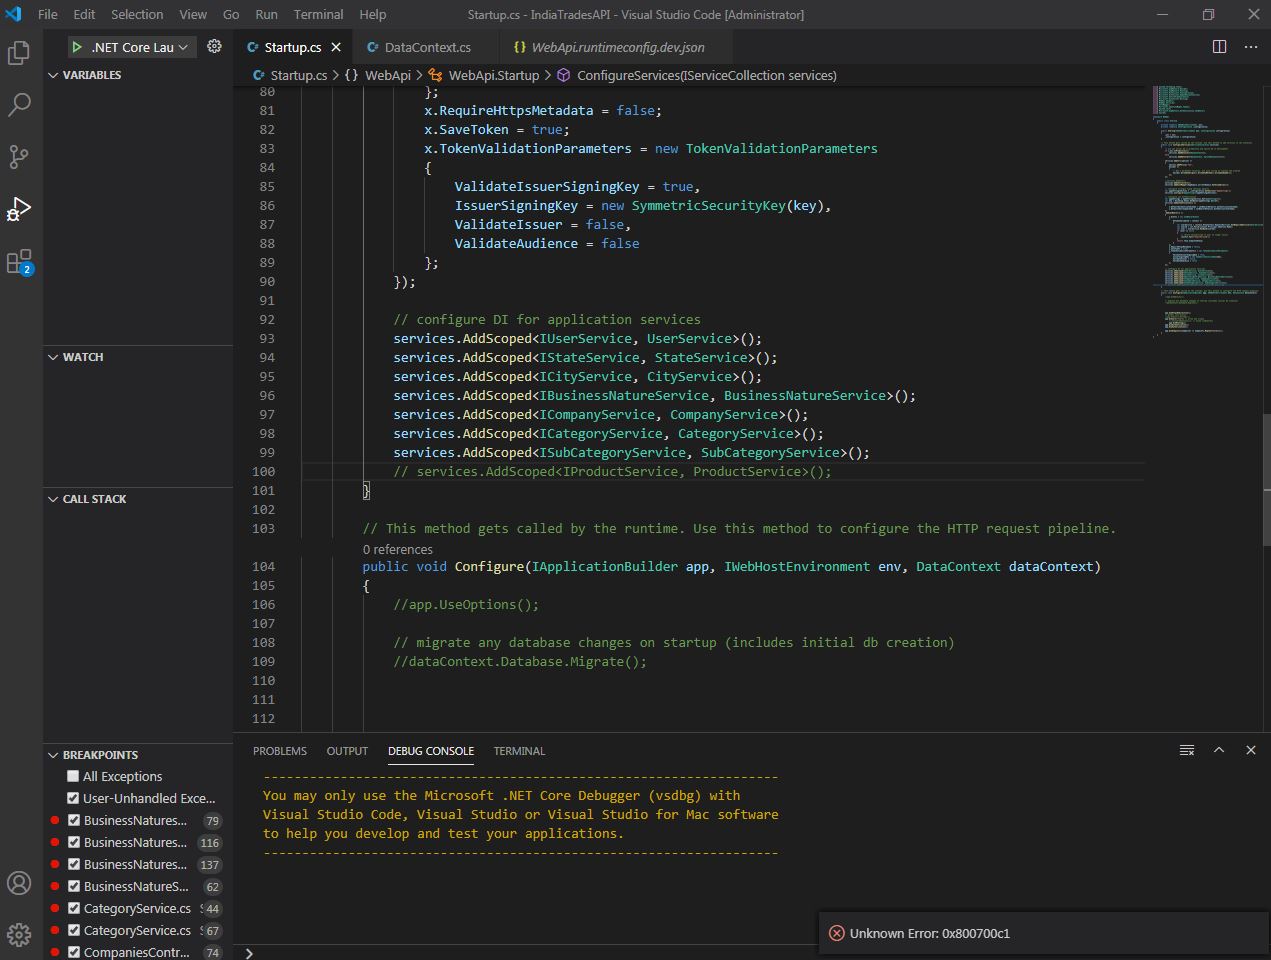 File Edit Selection View Go Run Terminal Help Startup.cs - IndiaTradesAPI - Visual Studio Code [Administrator]
.NET Core Lau
Startup.cs DataContext.cs {} WebApi.runtimeconfig.dev.json
Startup.cs > {} WebApi > WebApi.Startup > ConfigureServices(IServiceCollection services)
VARIABLES
WATCH
CALL STACK
BREAKPOINTS
All Exceptions
User-Unhandled Exce...
BusinessNatures... 79
BusinessNatures... 116
BusinessNatures... 137
BusinessNatureS... 62
CategoryService.cs 44
CategoryService.cs 67
CompaniesContr... 74
2
80 };
81 x.RequireHttpsMetadata = false;
82 x.SaveToken = true;
83 x.TokenValidationParameters = new TokenValidationParameters
84 {
85 ValidateIssuerSigningKey = true,
86 IssuerSigningKey = new SymmetricSecurityKey(key),
87 ValidateIssuer = false,
88 ValidateAudience = false
89 };
90 });
91
92 // configure DI for application services
93 services.AddScoped<IUserService, UserService>();
94 services.AddScoped<IStateService, StateService>();
95 services.AddScoped<ICityService, CityService>();
96 services.AddScoped<IBusinessNatureService, BusinessNatureService>();
97 services.AddScoped<ICompanyService, CompanyService>();
98 services.AddScoped<ICategoryService, CategoryService>();
99 services.AddScoped<ISubCategoryService, SubCategoryService>();
100 // services.AddScoped<IProductService, ProductService>();
101 }
102
103 // This method gets called by the runtime. Use this method to configure the HTTP request pipeline.
0 references
104 public void Configure(IApplicationBuilder app, IWebHostEnvironment env, DataContext dataContext)
105 {
106 //app.UseOptions();
107
108 // migrate any database changes on startup (includes initial db creation)
109 //dataContext.Database.Migrate();
110
111
112
PROBLEMS OUTPUT DEBUG CONSOLE TERMINAL
-------------------------------------------------------------------
You may only use the Microsoft .NET Core Debugger (vsdbg) with
Visual Studio Code, Visual Studio or Visual Studio for Mac software
to help you develop and test your applications.
-------------------------------------------------------------------
Unknown Error: 0x800700c1